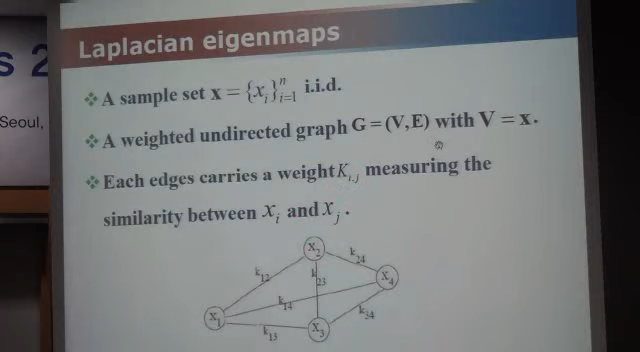 Laplacian eigenmaps
s 2
❖A sample set x = {x_i}_{i=1}^n i.i.d.
Seoul,
❖A weighted undirected graph G=(V,E) with V = x.
❖Each edges carries a weight K_{i,j} measuring the
similarity between x_i and x_j.
x_2
k_24
k_12
k_23
x_4
k_14
x_1
k_34
k_13
x_3